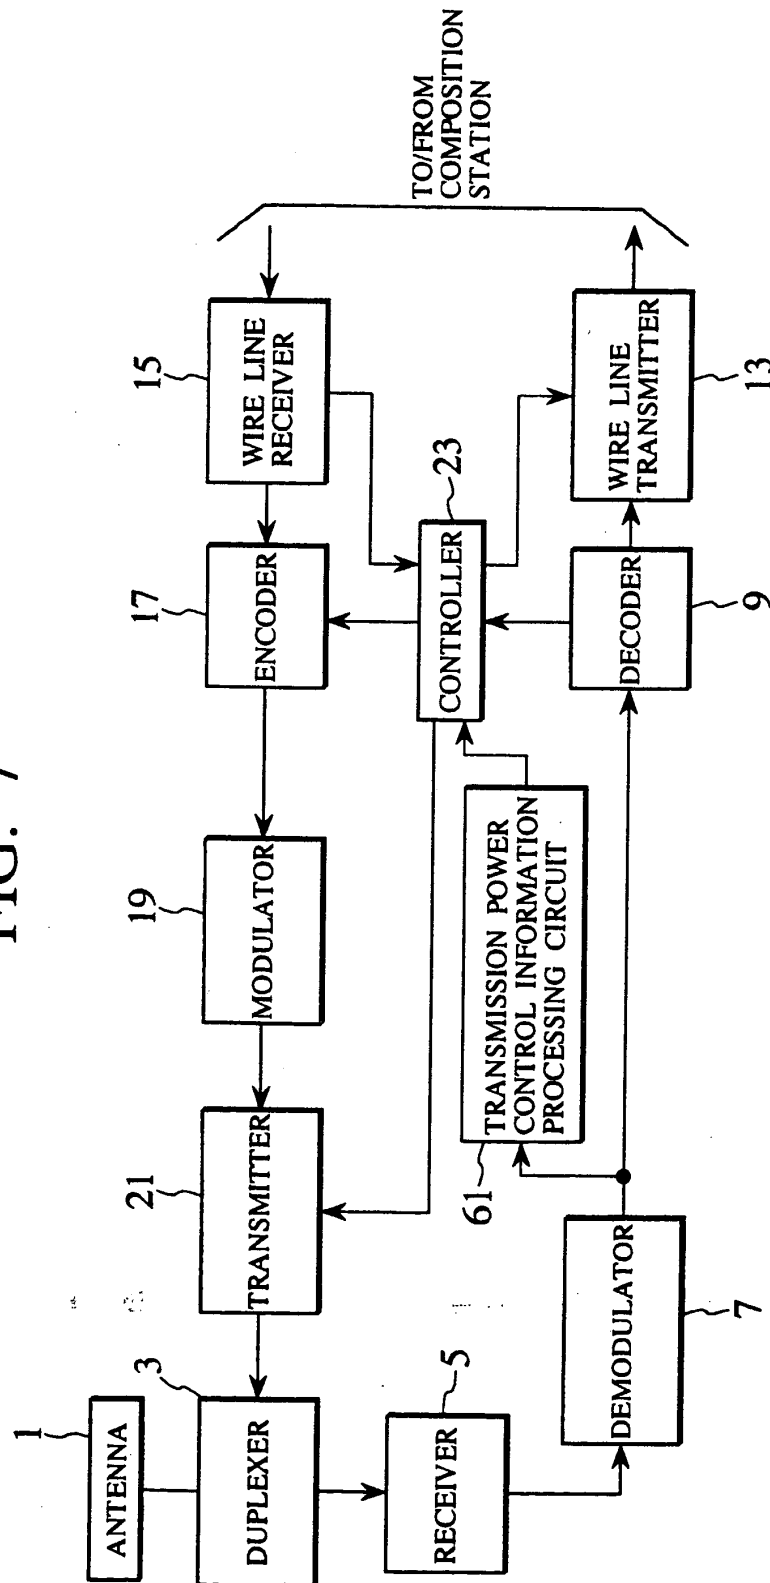 FIG. 7
1
ANTENNA
3
DUPLEXER
5
RECEIVER
21
TRANSMITTER
7
DEMODULATOR
19
MODULATOR
61
TRANSMISSION POWER
CONTROL INFORMATION
PROCESSING CIRCUIT
17
ENCODER
23
CONTROLLER
9
DECODER
15
WIRE LINE
RECEIVER
13
WIRE LINE
TRANSMITTER
TO/FROM
COMPOSITION
STATION